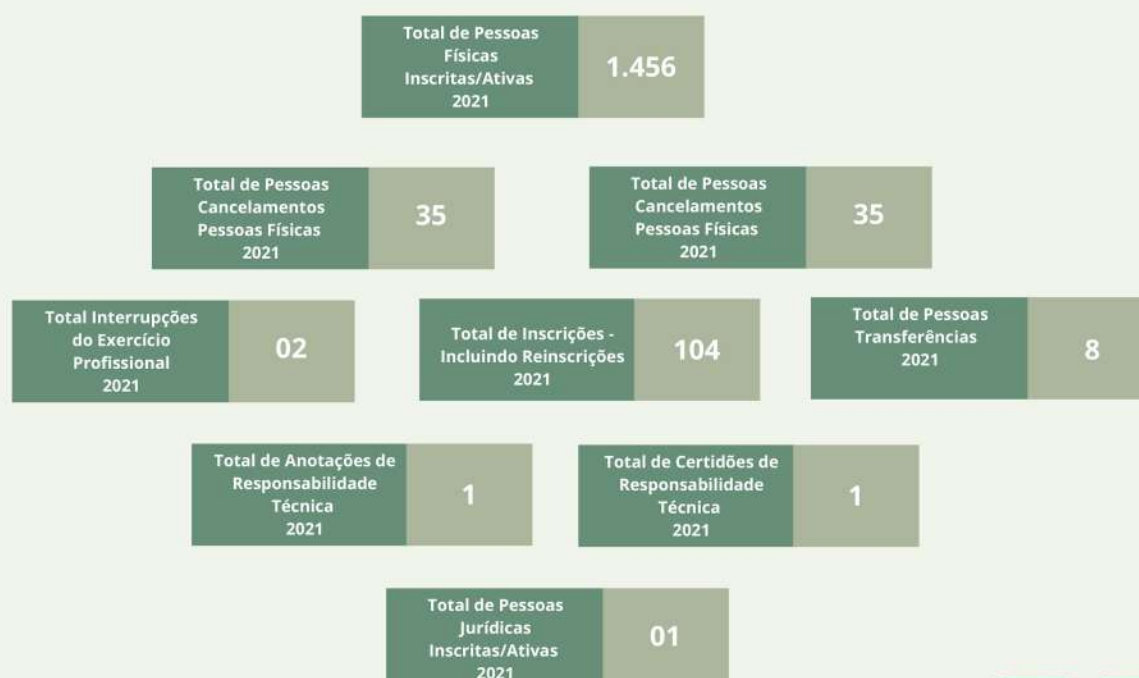 Total de Pessoas
Físicas
Inscritas/Ativas
2021
1.456
Total de Pessoas
Cancelamentos
Pessoas Físicas
2021
35
Total de Pessoas
Cancelamentos
Pessoas Físicas
2021
35
Total Interrupções
do Exercício
Profissional
2021
02
Total de Inscrições -
Incluindo Reinscrições
2021
104
Total de Pessoas
Transferências
2021
8
Total de Anotações de
Responsabilidade
Técnica
2021
1
Total de Certidões de
Responsabilidade
Técnica
2021
1
Total de Pessoas
Jurídicas
Inscritas/Ativas
2021
01